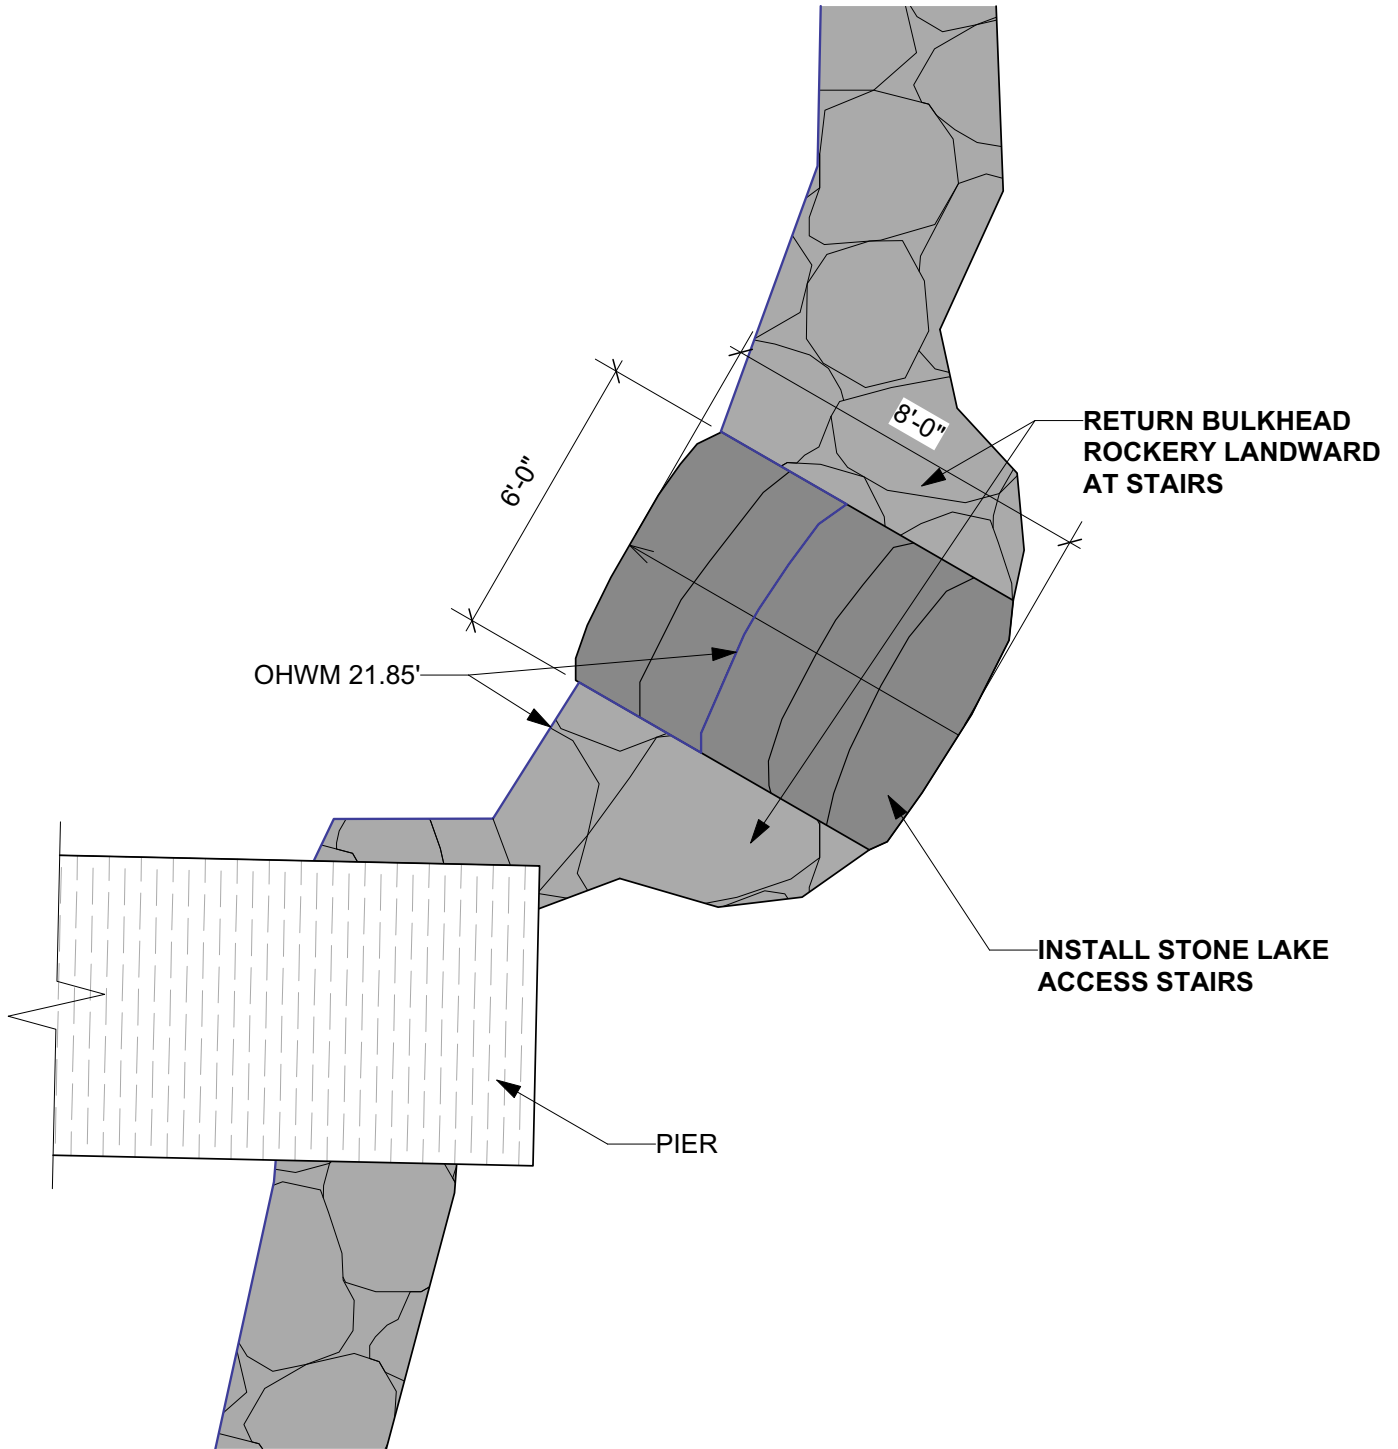 8'-0"
RETURN BULKHEAD
ROCKERY LANDWARD
AT STAIRS
6'-0"
OHWM 21.85'
INSTALL STONE LAKE
ACCESS STAIRS
PIER